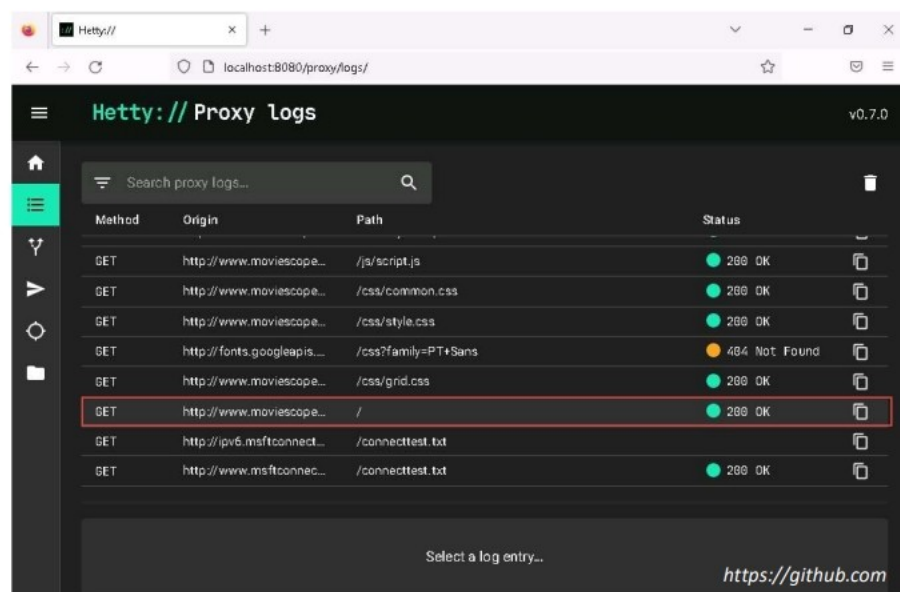 Hetty://
localhost:8080/proxy/logs/
Hetty:// Proxy logs v0.7.0
Search proxy logs...
Method Origin Path Status
GET http://www.moviescope... /js/script.js 200 OK
GET http://www.moviescope... /css/common.css 200 OK
GET http://www.moviescope... /css/style.css 200 OK
GET http://fonts.googleapis.... /css?family=PT+Sans 404 Not Found
GET http://www.moviescope... /css/grid.css 200 OK
GET http://www.moviescope... / 200 OK
GET http://ipv6.msftconnect... /connecttest.txt
GET http://www.msftconnec... /connecttest.txt 200 OK
Select a log entry...
https://github.com